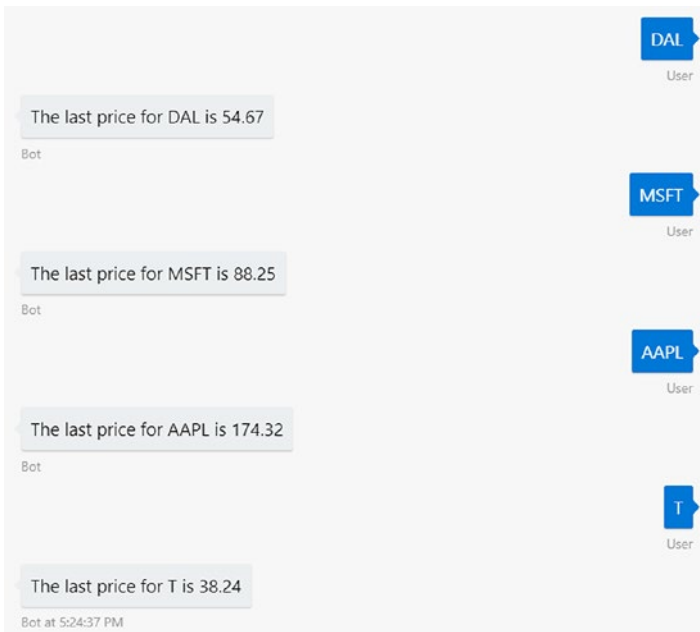 DAL
User
The last price for DAL is 54.67
Bot
MSFT
User
The last price for MSFT is 88.25
Bot
AAPL
User
The last price for AAPL is 174.32
Bot
T
User
The last price for T is 38.24
Bot at 5:24:37 PM